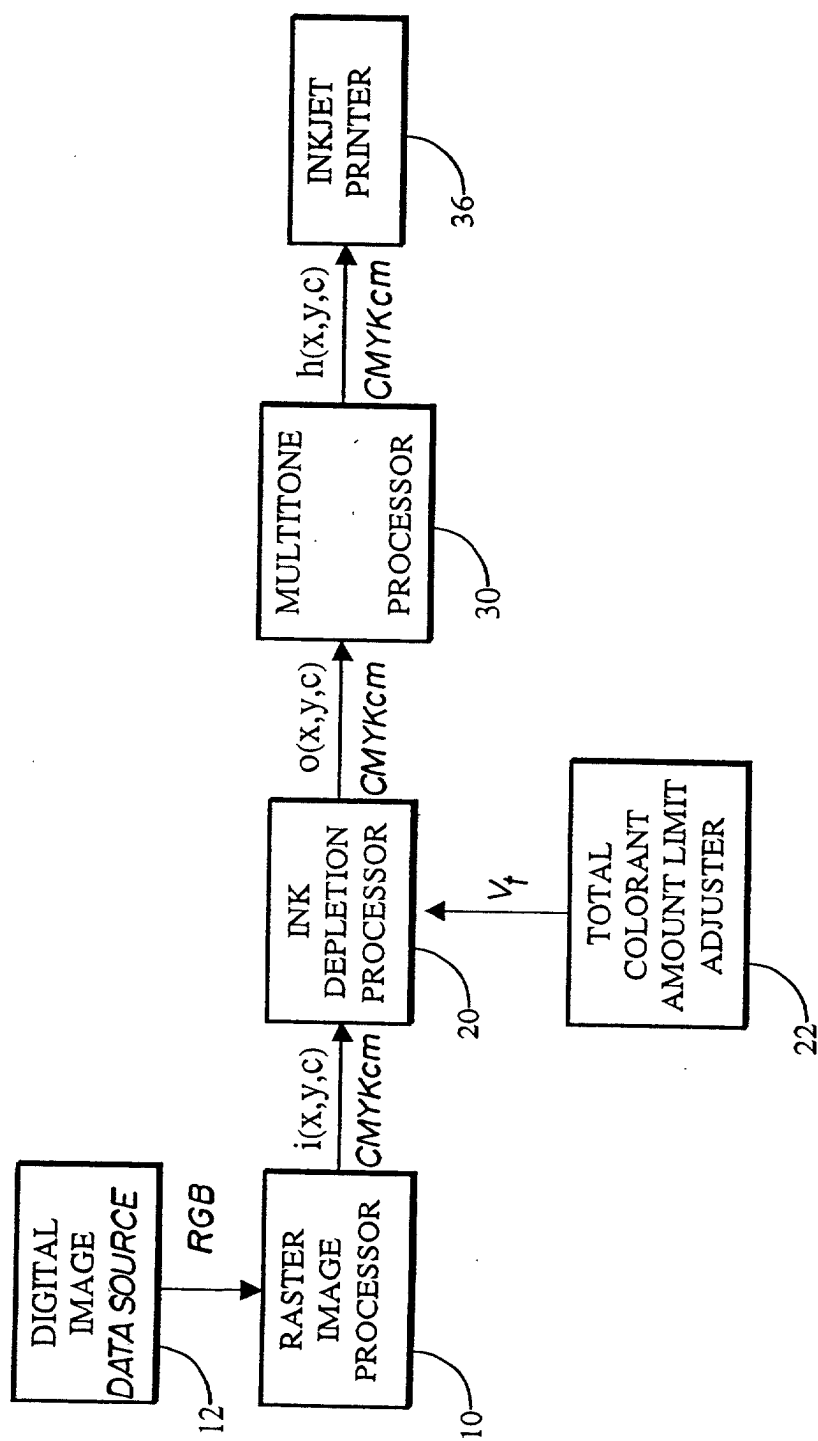 DIGITAL
IMAGE
DATA SOURCE
12
RGB
RASTER
IMAGE
PROCESSOR
10
i(x,y,c)
CMYKcm
INK
DEPLETION
PROCESSOR
20
TOTAL
COLORANT
AMOUNT LIMIT
ADJUSTER
22
Vt
o(x,y,c)
CMYKcm
MULTITONE
PROCESSOR
30
h(x,y,c)
CMYKcm
INKJET
PRINTER
36